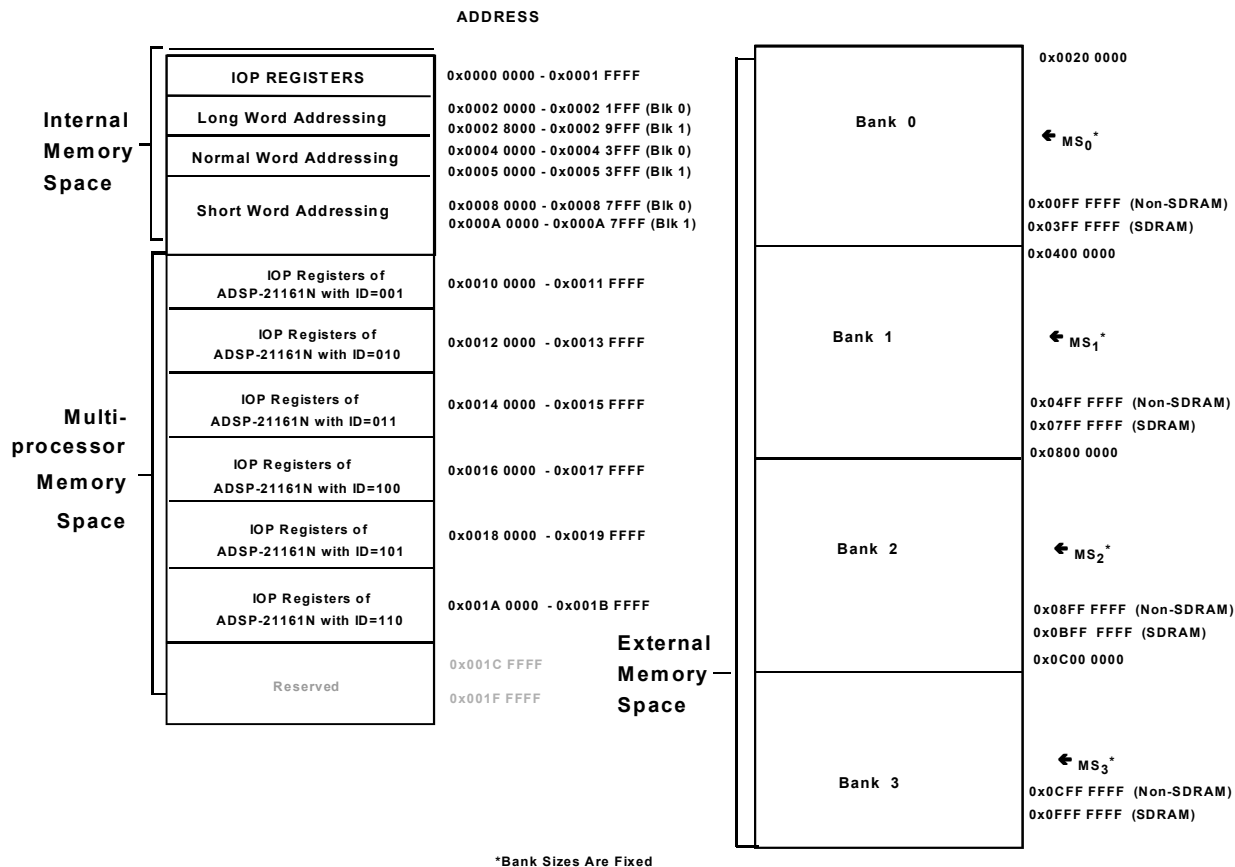 ADDRESS
Internal
Memory
Space
IOP REGISTERS
0x0000 0000 - 0x0001 FFFF
Long Word Addressing
0x0002 0000 - 0x0002 1FFF (Blk 0)
0x0002 8000 - 0x0002 9FFF (Blk 1)
Normal Word Addressing
0x0004 0000 - 0x0004 3FFF (Blk 0)
0x0005 0000 - 0x0005 3FFF (Blk 1)
Short Word Addressing
0x0008 0000 - 0x0008 7FFF (Blk 0)
0x000A 0000 - 0x000A 7FFF (Blk 1)
Multi-
processor
Memory
Space
IOP Registers of
ADSP-21161N with ID=001
0x0010 0000 - 0x0011 FFFF
IOP Registers of
ADSP-21161N with ID=010
0x0012 0000 - 0x0013 FFFF
IOP Registers of
ADSP-21161N with ID=011
0x0014 0000 - 0x0015 FFFF
IOP Registers of
ADSP-21161N with ID=100
0x0016 0000 - 0x0017 FFFF
IOP Registers of
ADSP-21161N with ID=101
0x0018 0000 - 0x0019 FFFF
IOP Registers of
ADSP-21161N with ID=110
0x001A 0000 - 0x001B FFFF
Reserved
0x001C FFFF
0x001F FFFF
External
Memory
Space
0x0020 0000
Bank 0
← MS0*
0x00FF FFFF (Non-SDRAM)
0x03FF FFFF (SDRAM)
0x0400 0000
Bank 1
← MS1*
0x04FF FFFF (Non-SDRAM)
0x07FF FFFF (SDRAM)
0x0800 0000
Bank 2
← MS2*
0x08FF FFFF (Non-SDRAM)
0x0BFF FFFF (SDRAM)
0x0C00 0000
Bank 3
← MS3*
0x0CFF FFFF (Non-SDRAM)
0x0FFF FFFF (SDRAM)
*Bank Sizes Are Fixed